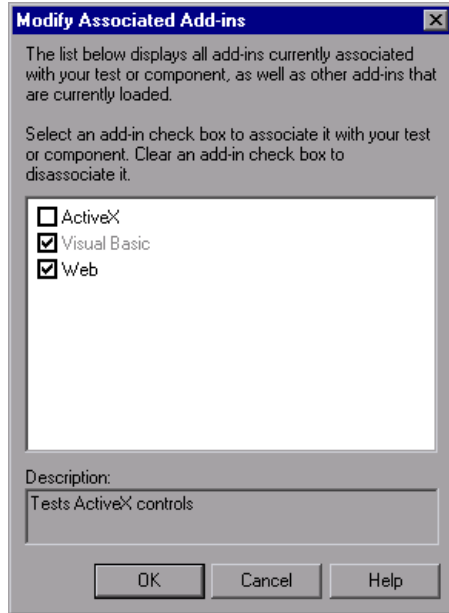 Modify Associated Add-ins
The list below displays all add-ins currently associated
with your test or component, as well as other add-ins that
are currently loaded.
Select an add-in check box to associate it with your test
or component. Clear an add-in check box to
disassociate it.
ActiveX
Visual Basic
Web
Description:
Tests ActiveX controls
OK Cancel Help